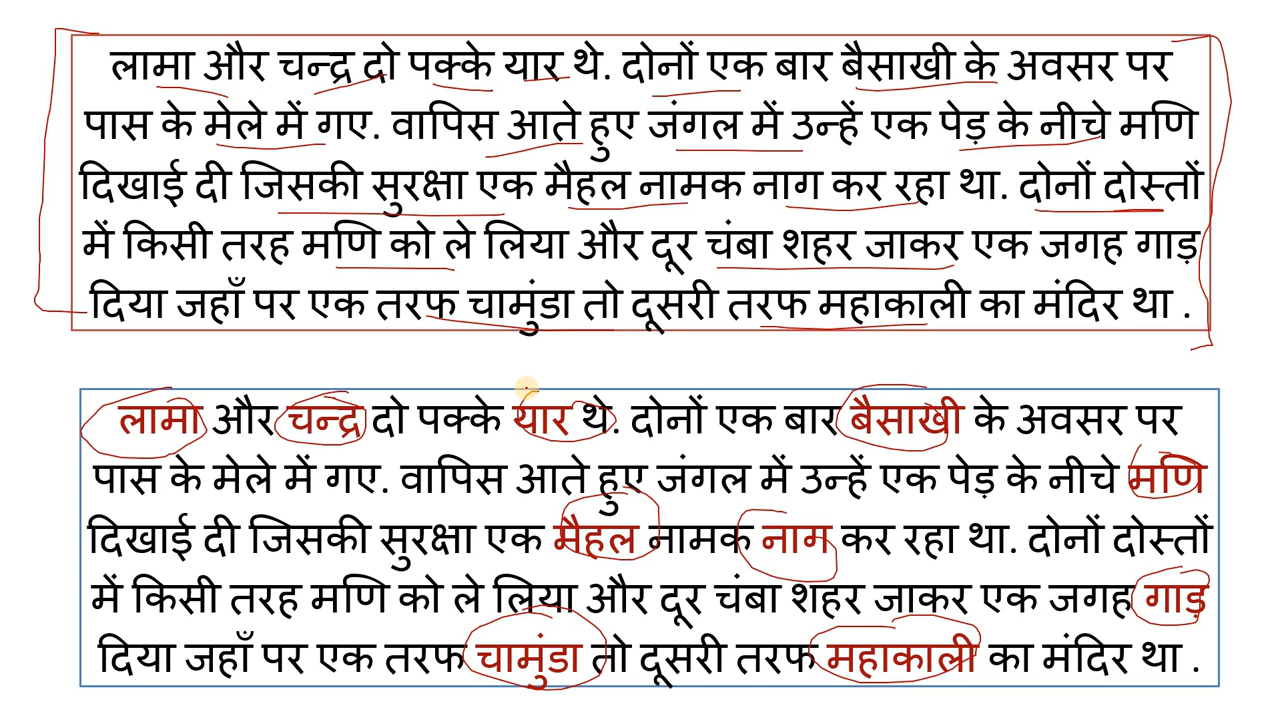 लामा और चन्द्र दो पक्के यार थे. दोनों एक बार बैसाखी के अवसर पर
पास के मेले में गए. वापिस आते हुए जंगल में उन्हें एक पेड़ के नीचे मणि
दिखाई दी जिसकी सुरक्षा एक मैहल नामक नाग कर रहा था. दोनों दोस्तों
में किसी तरह मणि को ले लिया और दूर चंबा शहर जाकर एक जगह गाड़
दिया जहाँ पर एक तरफ चामुंडा तो दूसरी तरफ महाकाली का मंदिर था .
लामा और चन्द्र दो पक्के यार थे. दोनों एक बार बैसाखी के अवसर पर
पास के मेले में गए. वापिस आते हुए जंगल में उन्हें एक पेड़ के नीचे मणि
दिखाई दी जिसकी सुरक्षा एक मैहल नामक नाग कर रहा था. दोनों दोस्तों
में किसी तरह मणि को ले लिया और दूर चंबा शहर जाकर एक जगह गाड़
दिया जहाँ पर एक तरफ चामुंडा तो दूसरी तरफ महाकाली का मंदिर था .